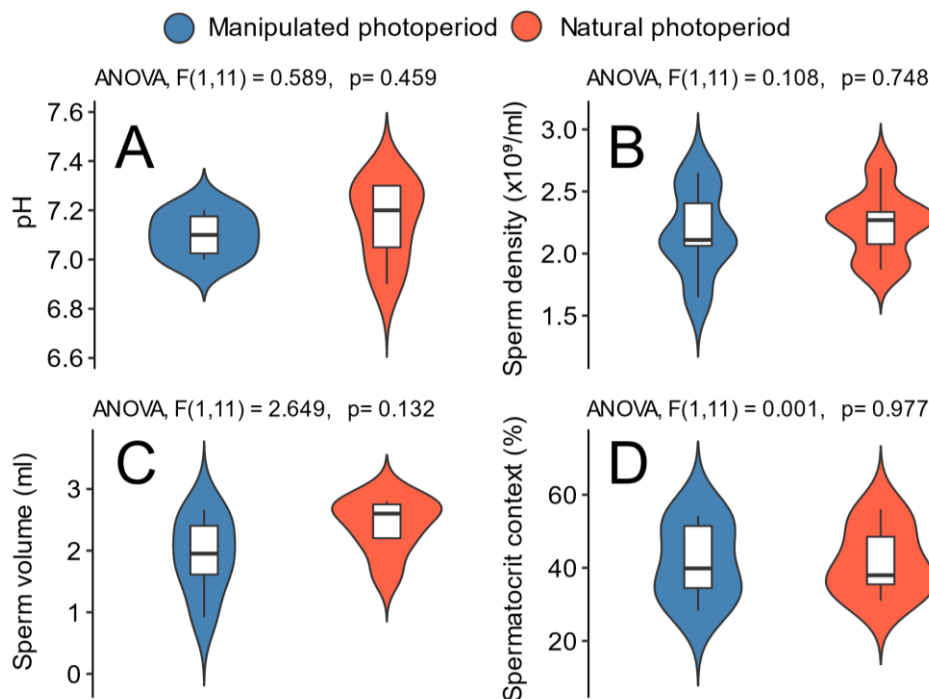 Manipulated photoperiod Natural photoperiod
ANOVA, F(1,11) = 0.589, p= 0.459
A
pH
7.6
7.4
7.2
7.0
6.8
6.6
ANOVA, F(1,11) = 0.108, p= 0.748
B
Sperm density (x10⁹/ml)
3.0
2.5
2.0
1.5
ANOVA, F(1,11) = 2.649, p= 0.132
C
Sperm volume (ml)
3
2
1
0
ANOVA, F(1,11) = 0.001, p= 0.977
D
Spermatocrit context (%)
60
40
20